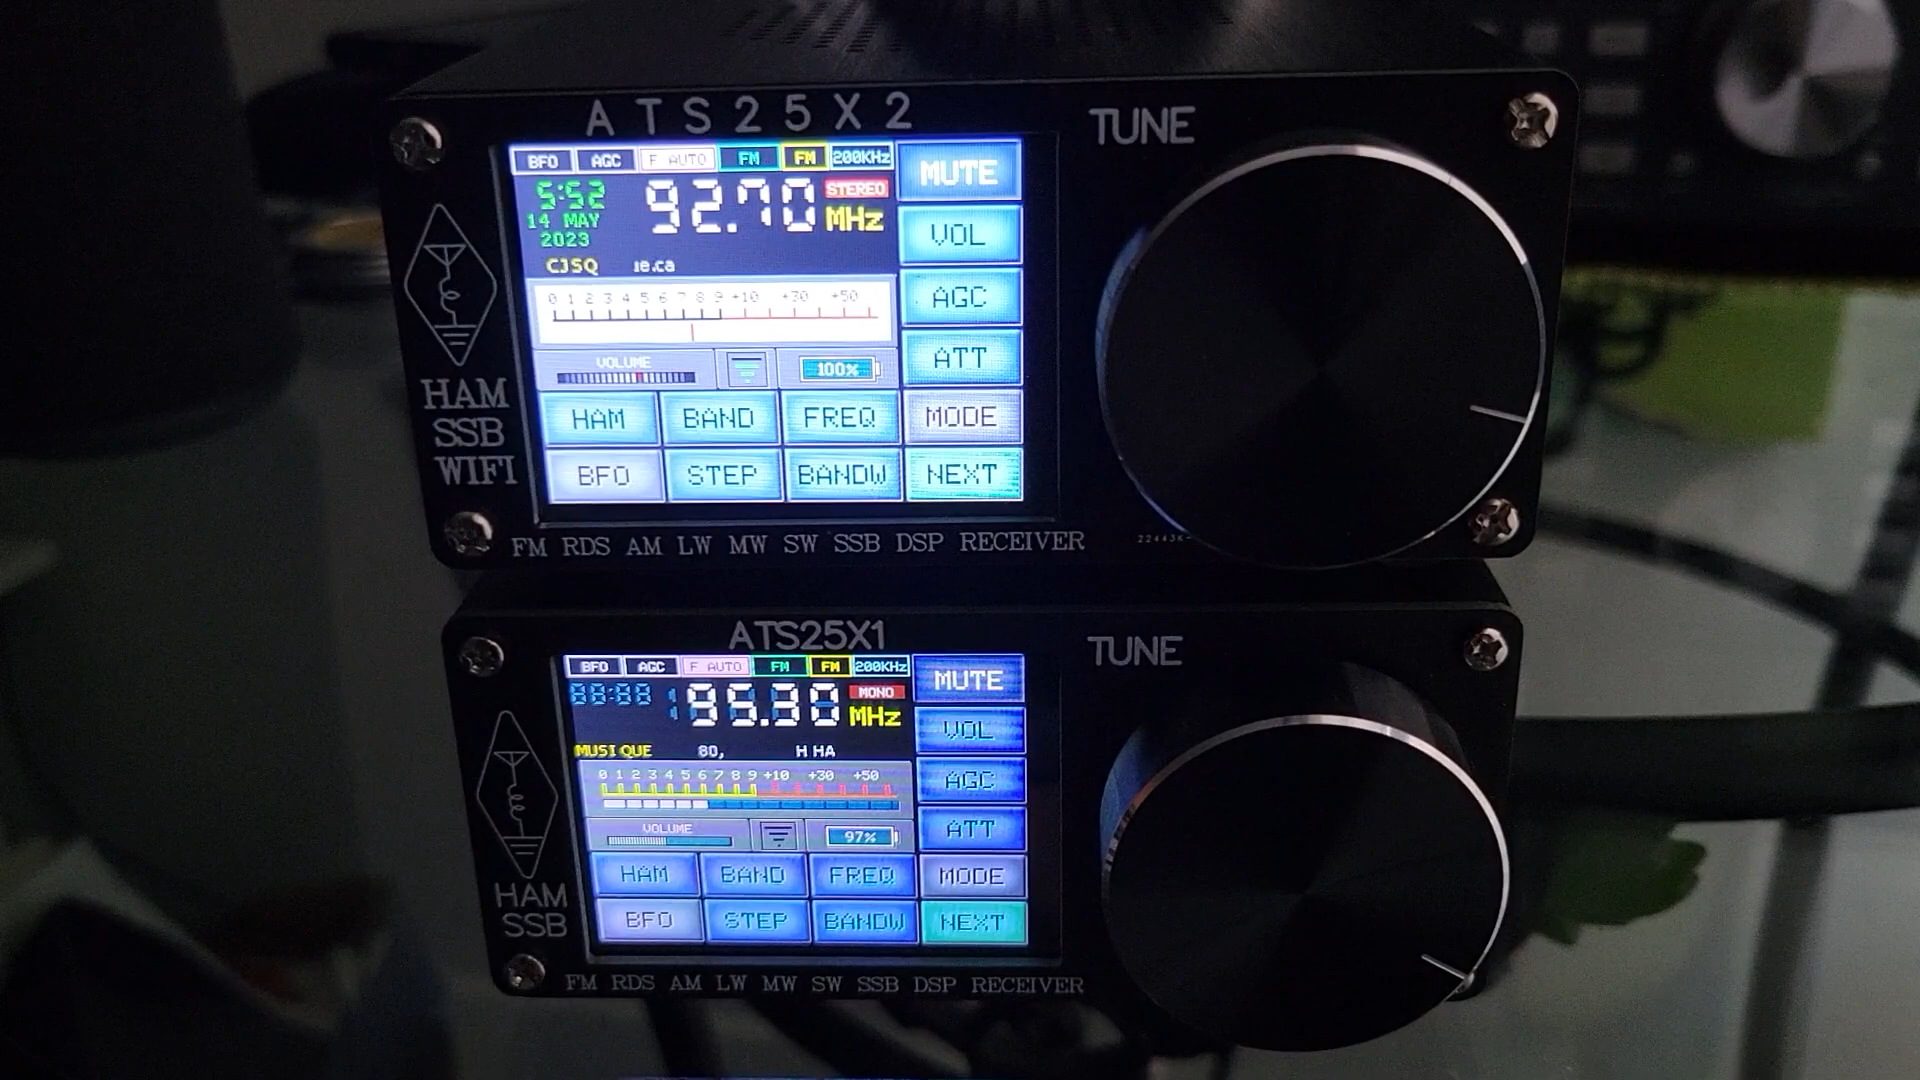 ATS25X2
TUNE
BFO AGC F AUTO FM FM 200KHz
MUTE
5:52
92.70
STEREO
MHz
14 MAY
2023
VOL
CJSQ ıe.ca
0 1 2 3 4 5 6 7 8 9 +10 +30 +50
AGC
VOLUME
100%
ATT
HAM BAND FREQ MODE
BFO STEP BANDW NEXT
HAM
SSB
WIFI
FM RDS AM LW MW SW SSB DSP RECEIVER
22443K-
ATS25X1
TUNE
BFO AGC F AUTO FM FM 200KHz
MUTE
88:88
95.30
MONO
MHz
VOL
MUSIQUE 80, H HA
0 1 2 3 4 5 6 7 8 9 +10 +30 +50
AGC
VOLUME
97%
ATT
HAM BAND FREQ MODE
BFO STEP BANDW NEXT
HAM
SSB
FM RDS AM LW MW SW SSB DSP RECEIVER